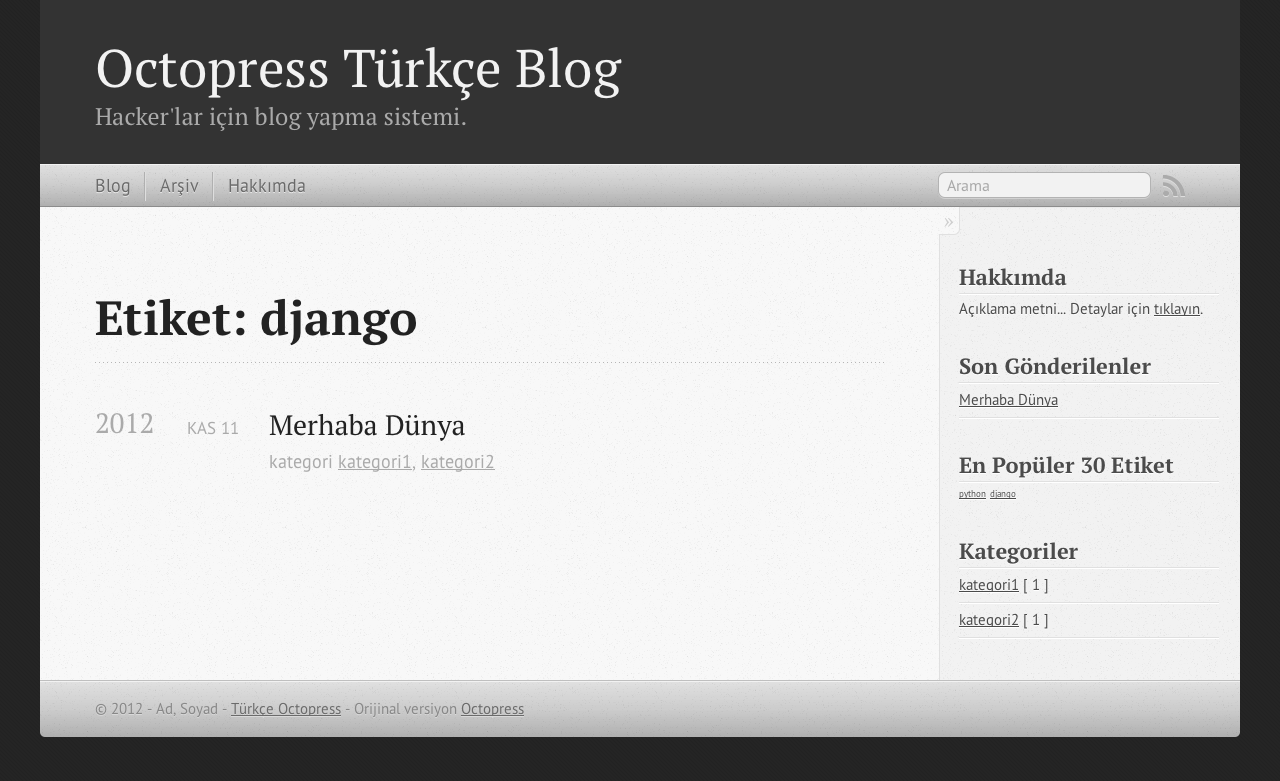 Octopress Türkçe Blog
Hacker'lar için blog yapma sistemi.
Blog
Arşiv
Hakkımda
Arama
»
Etiket: django
2012
KAS 11
Merhaba Dünya
kategori kategori1, kategori2
Hakkımda
Açıklama metni... Detaylar için tıklayın.
Son Gönderilenler
Merhaba Dünya
En Popüler 30 Etiket
python django
Kategoriler
kategori1 [ 1 ]
kategori2 [ 1 ]
© 2012 - Ad, Soyad - Türkçe Octopress - Orijinal versiyon Octopress